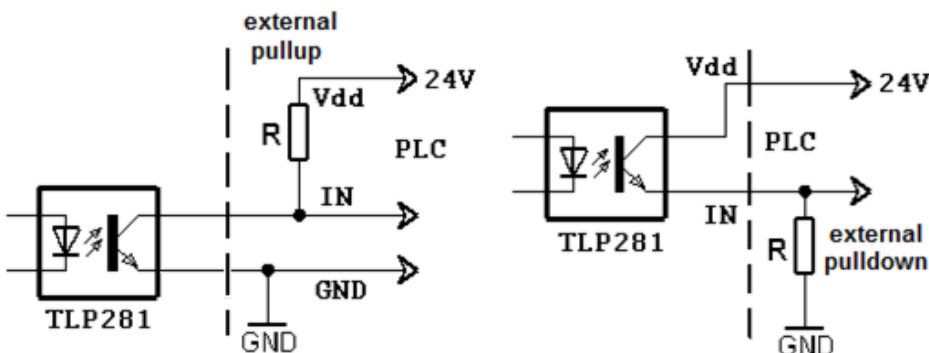 external
pullup
Vdd
24V
R
PLC
IN
GND
TLP281
GND
Vdd
24V
PLC
IN
TLP281
R
external
pulldown
GND